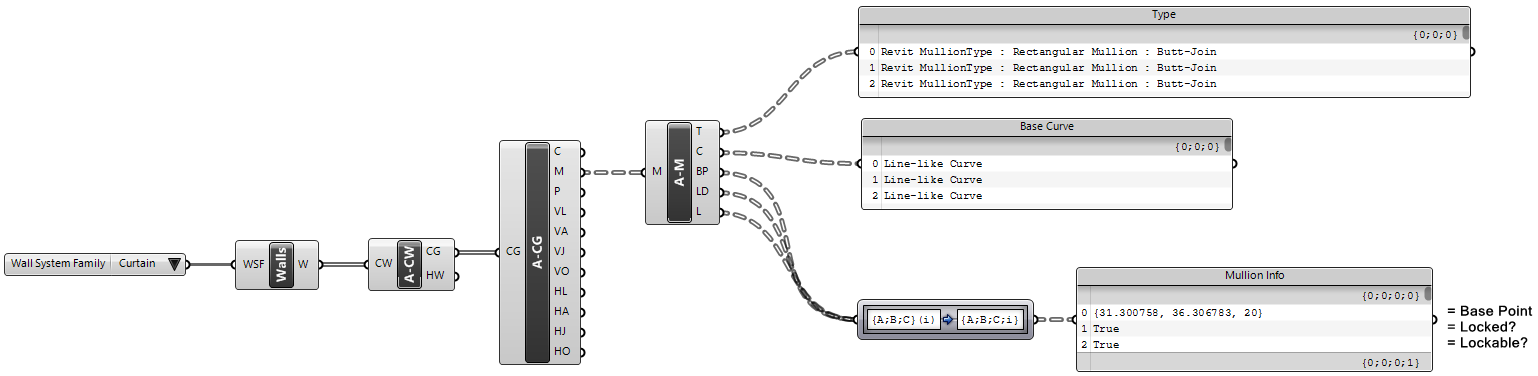 Wall System Family Curtain
WSF Walls W
CW A-CW CG
HW
CG A-CG C
M
P
VL
VA
VJ
VO
HL
HA
HJ
HO
M A-M T
C
BP
LD
L
Type
{0;0;0}
0 Revit MullionType : Rectangular Mullion : Butt-Join
1 Revit MullionType : Rectangular Mullion : Butt-Join
2 Revit MullionType : Rectangular Mullion : Butt-Join
Base Curve
{0;0;0}
0 Line-like Curve
1 Line-like Curve
2 Line-like Curve
{A;B;C}(i) {A;B;C;i}
Mullion Info
{0;0;0;0}
0 {31.300758, 36.306783, 20}
1 True
2 True
{0;0;0;1}
= Base Point
= Locked?
= Lockable?